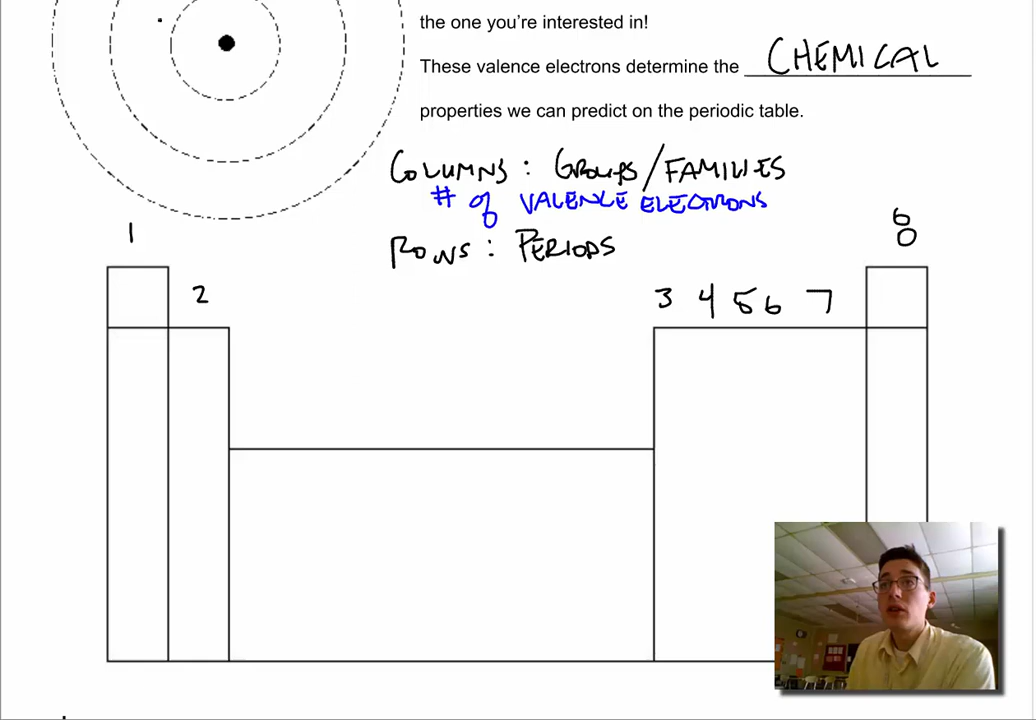 the one you're interested in!
These valence electrons determine the CHEMICAL
properties we can predict on the periodic table.
COLUMNS : GROUPS/FAMILIES
# of VALENCE ELECTRONS
ROWS : PERIODS
1
8
2
3 4 5 6 7